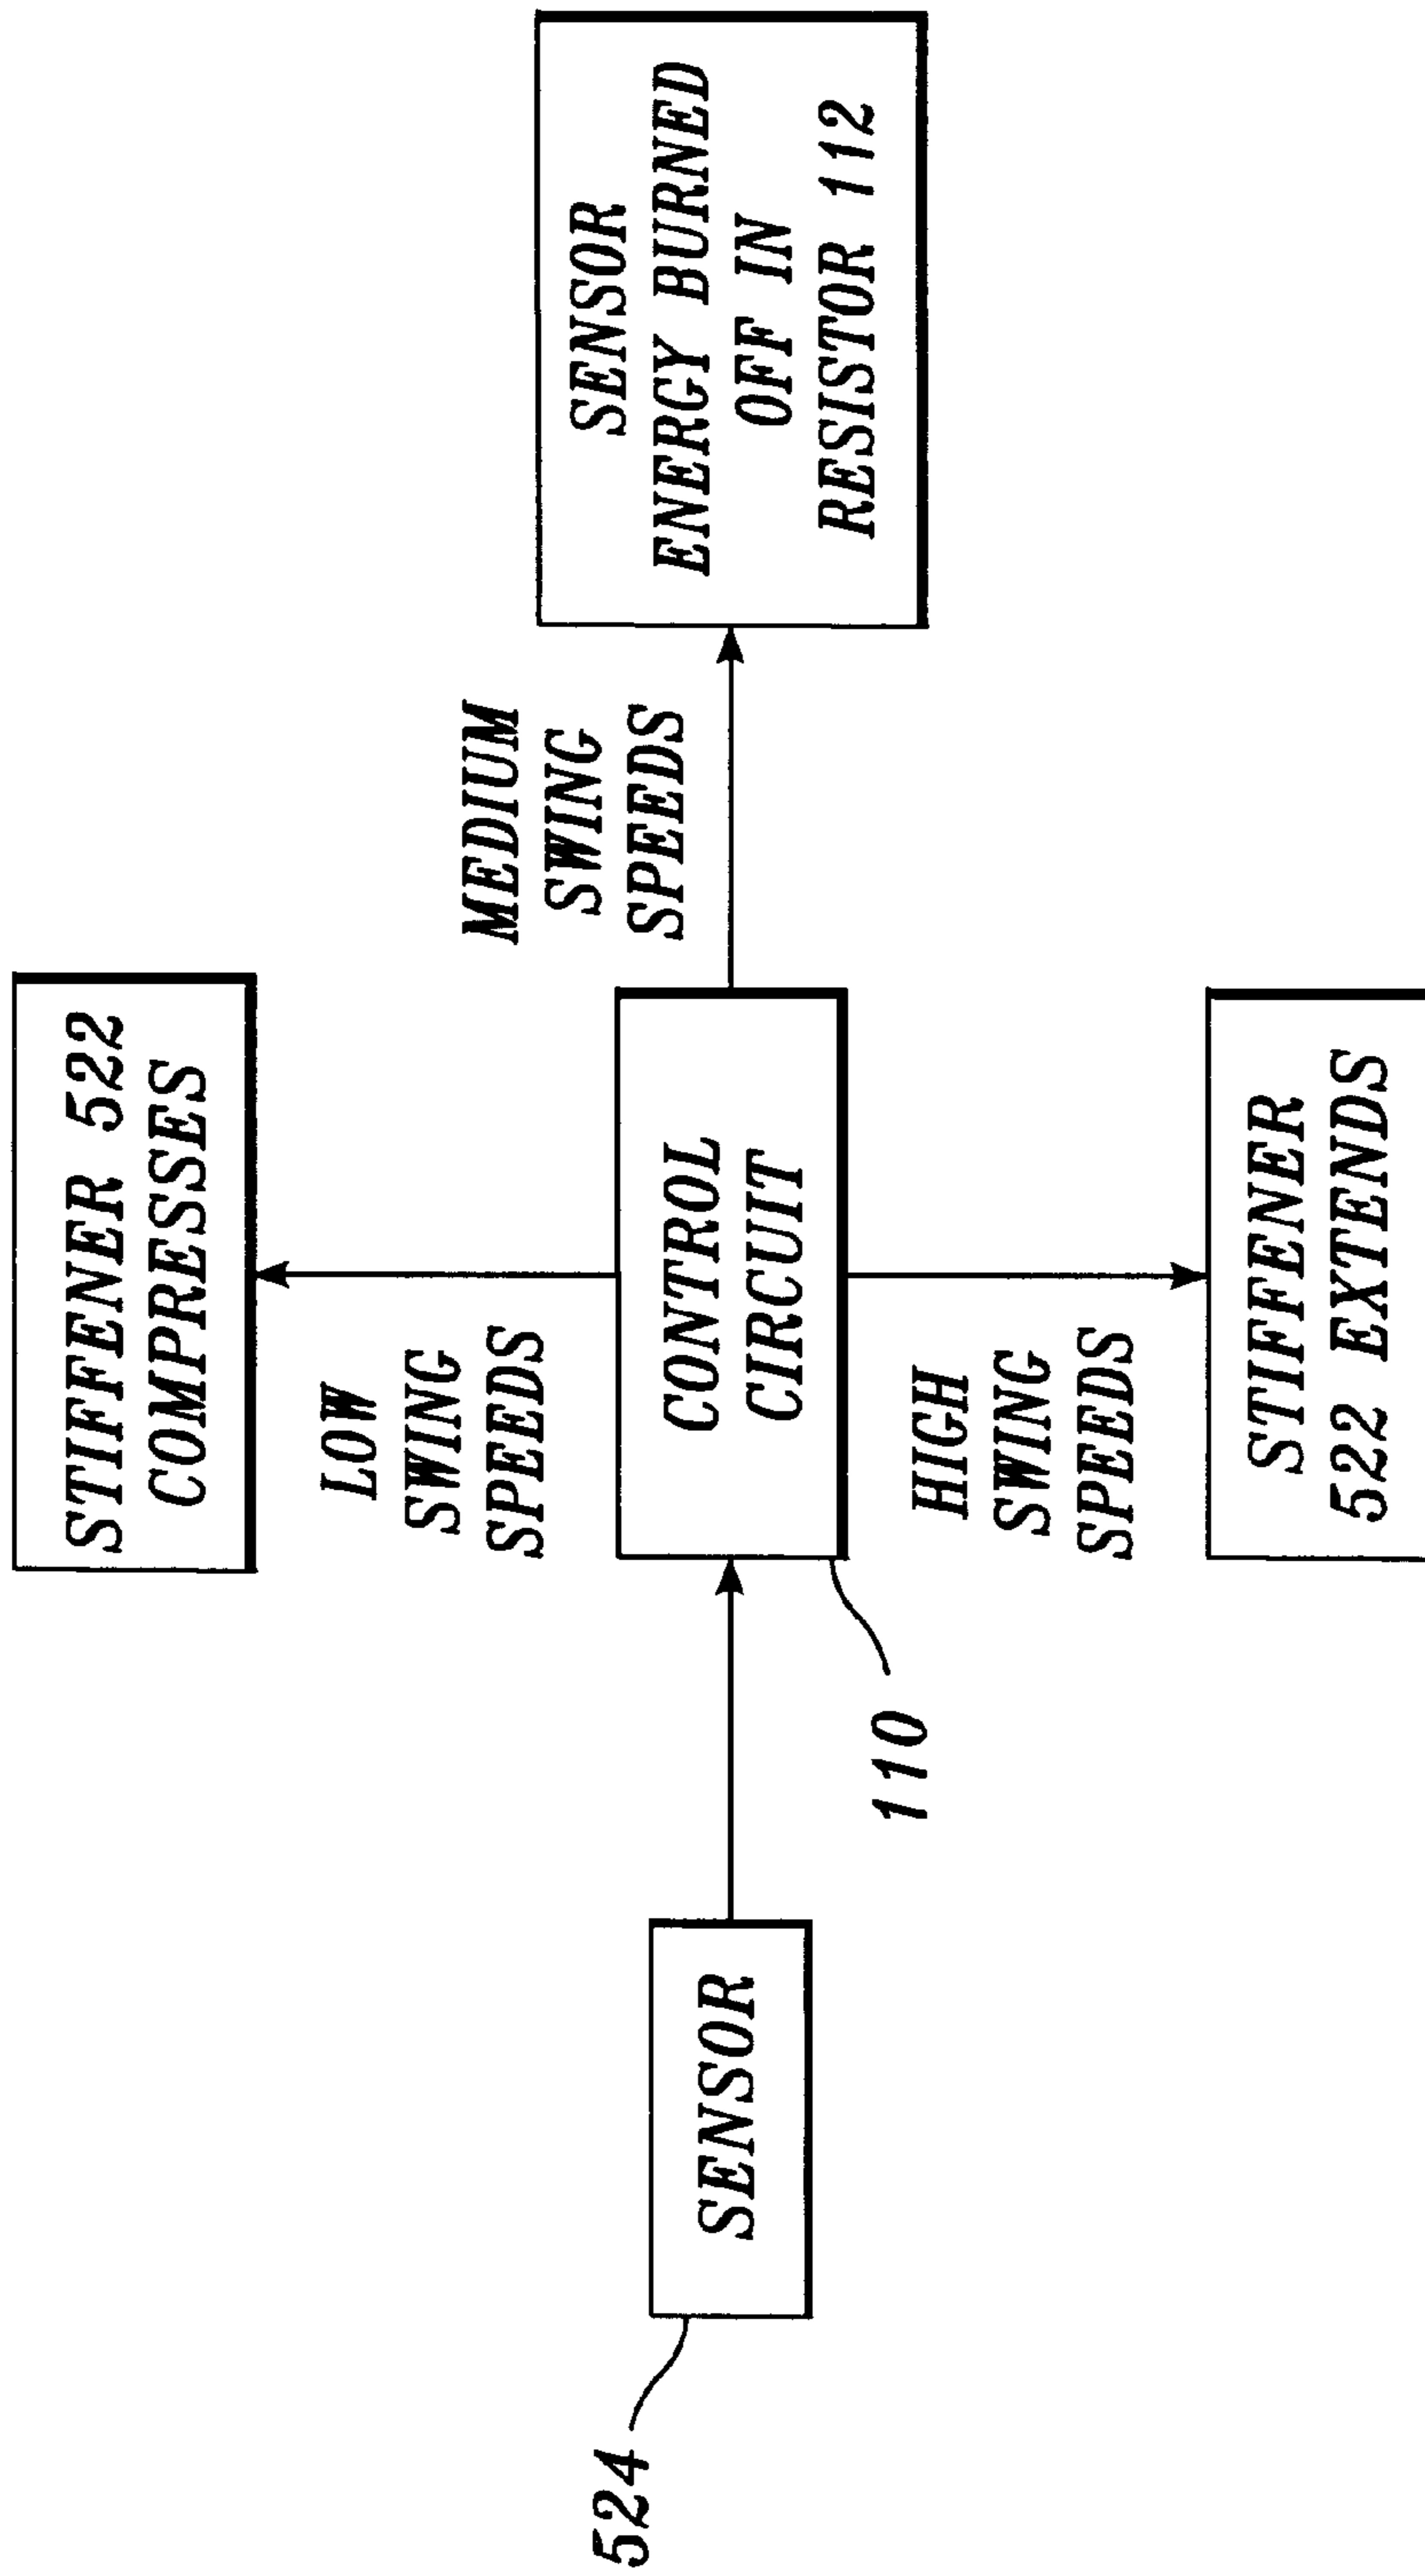 STIFFENER 522
COMPRESSES
LOW
SWING
SPEEDS
MEDIUM
SWING
SPEEDS
524
SENSOR
CONTROL
CIRCUIT
110
SENSOR
ENERGY BURNED
OFF IN
RESISTOR 112
HIGH
SWING
SPEEDS
STIFFENER
522 EXTENDS